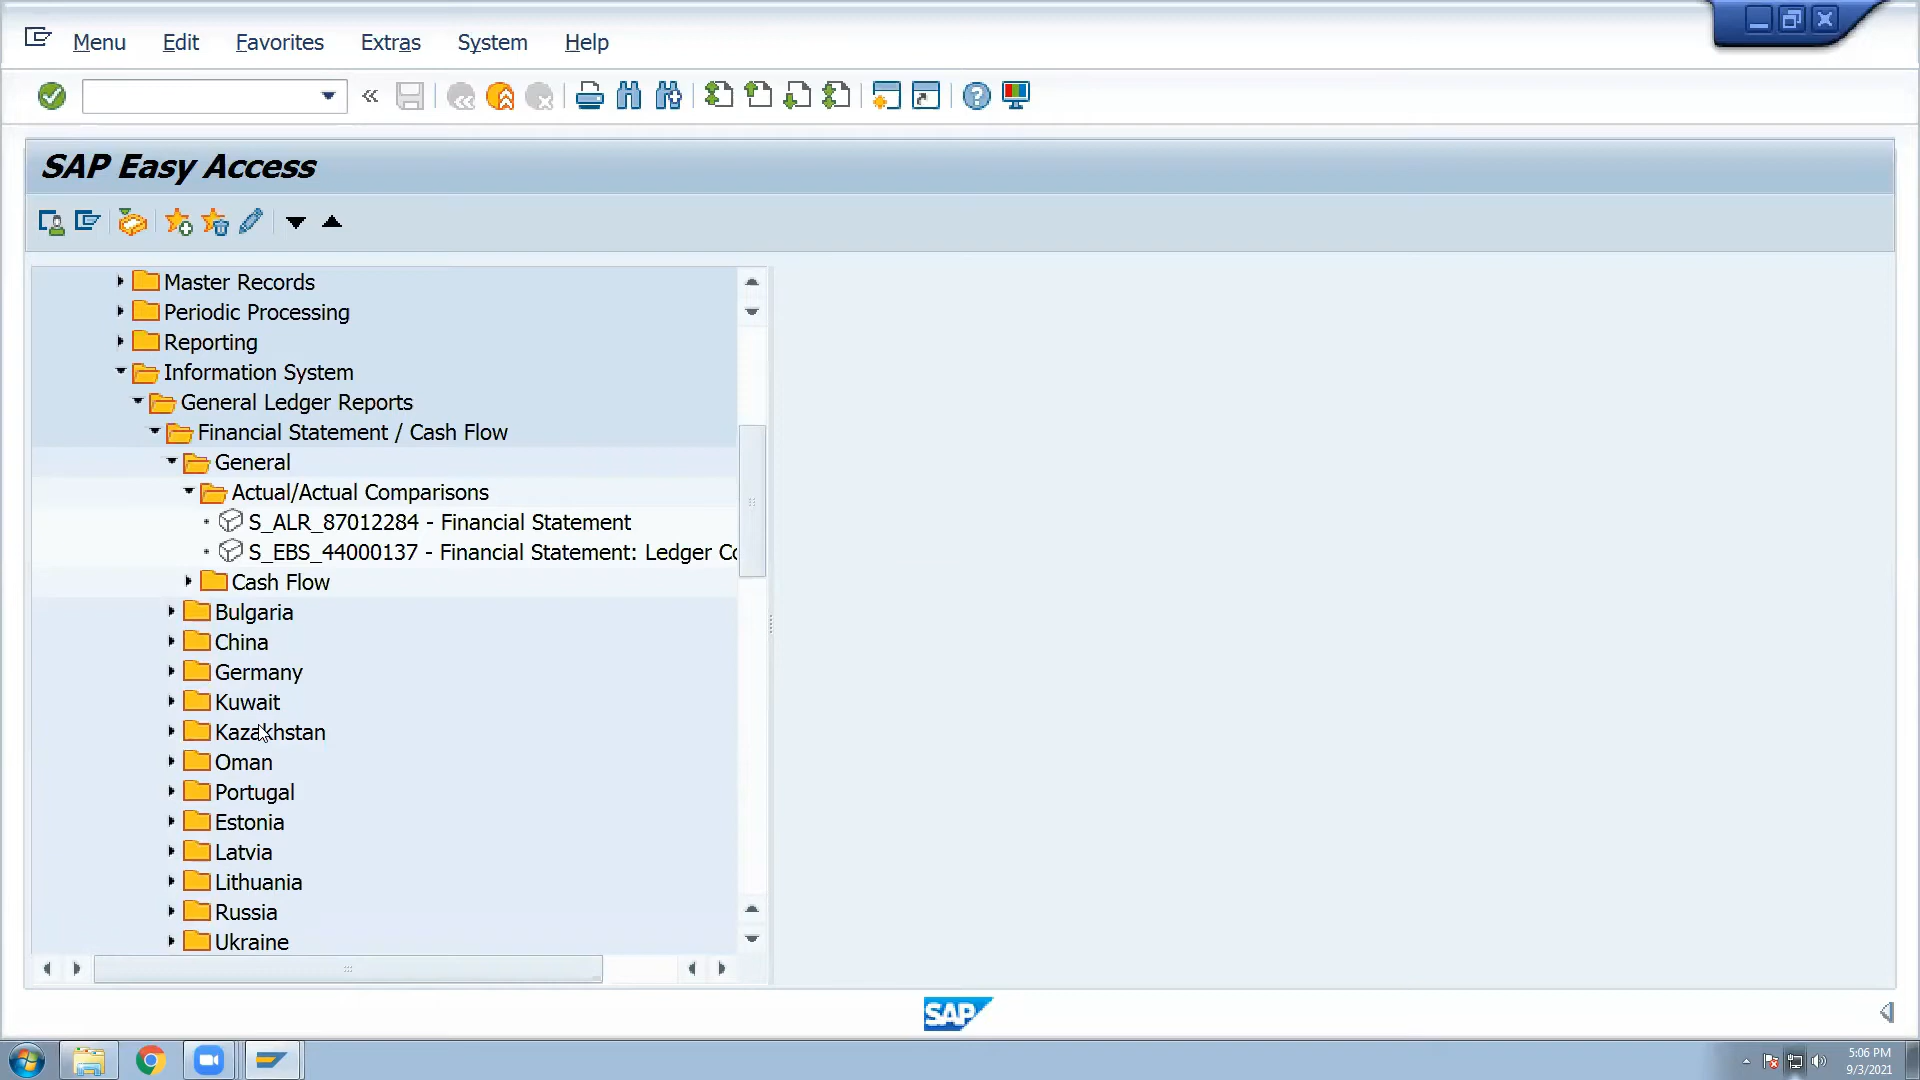 Menu Edit Favorites Extras System Help
SAP Easy Access
Master Records
Periodic Processing
Reporting
Information System
General Ledger Reports
Financial Statement / Cash Flow
General
Actual/Actual Comparisons
S_ALR_87012284 - Financial Statement
S_EBS_44000137 - Financial Statement: Ledger Co
Cash Flow
Bulgaria
China
Germany
Kuwait
Kazakhstan
Oman
Portugal
Estonia
Latvia
Lithuania
Russia
Ukraine
SAP
5:06 PM
9/3/2021